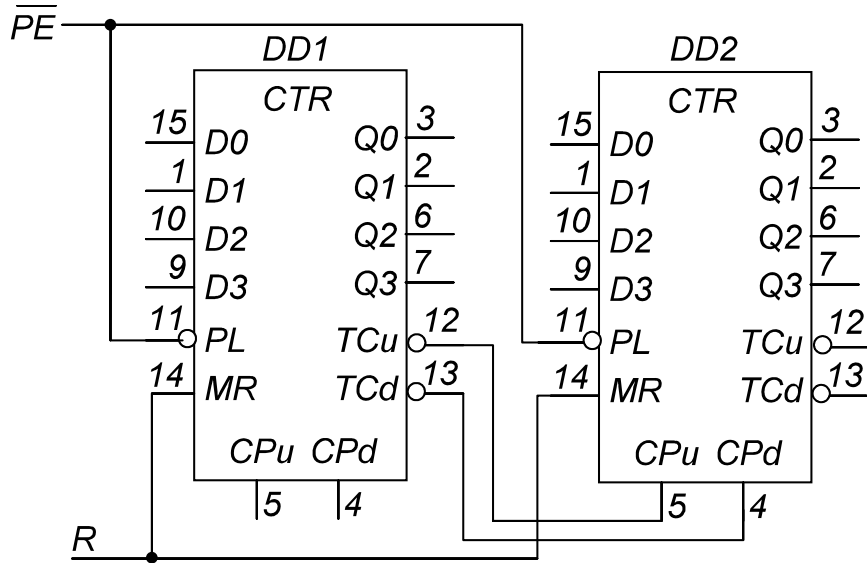 PE
DD1
CTR
15 D0 Q0 3
1 D1 Q1 2
10 D2 Q2 6
9 D3 Q3 7
11 PL TCu 12
14 MR TCd 13
CPu CPd
5 4
R
DD2
CTR
15 D0 Q0 3
1 D1 Q1 2
10 D2 Q2 6
9 D3 Q3 7
11 PL TCu 12
14 MR TCd 13
CPu CPd
5 4